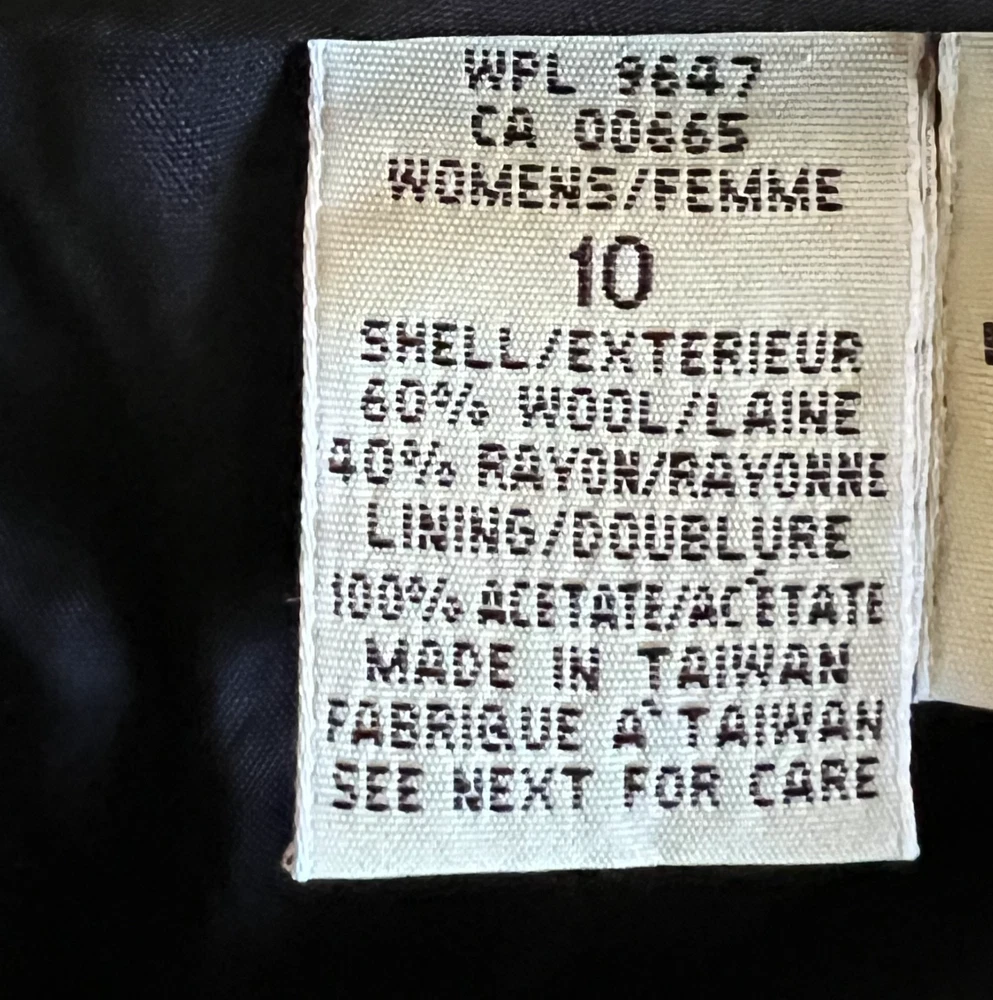 WPL 9647
CA 00665
WOMENS/FEMME
10
SHELL/EXTERIEUR
60% WOOL/LAINE
40% RAYON/RAYONNE
LINING/DOUBLURE
100% ACETATE/ACÉTATE
MADE IN TAIWAN
FABRIQUE A' TAIWAN
SEE NEXT FOR CARE